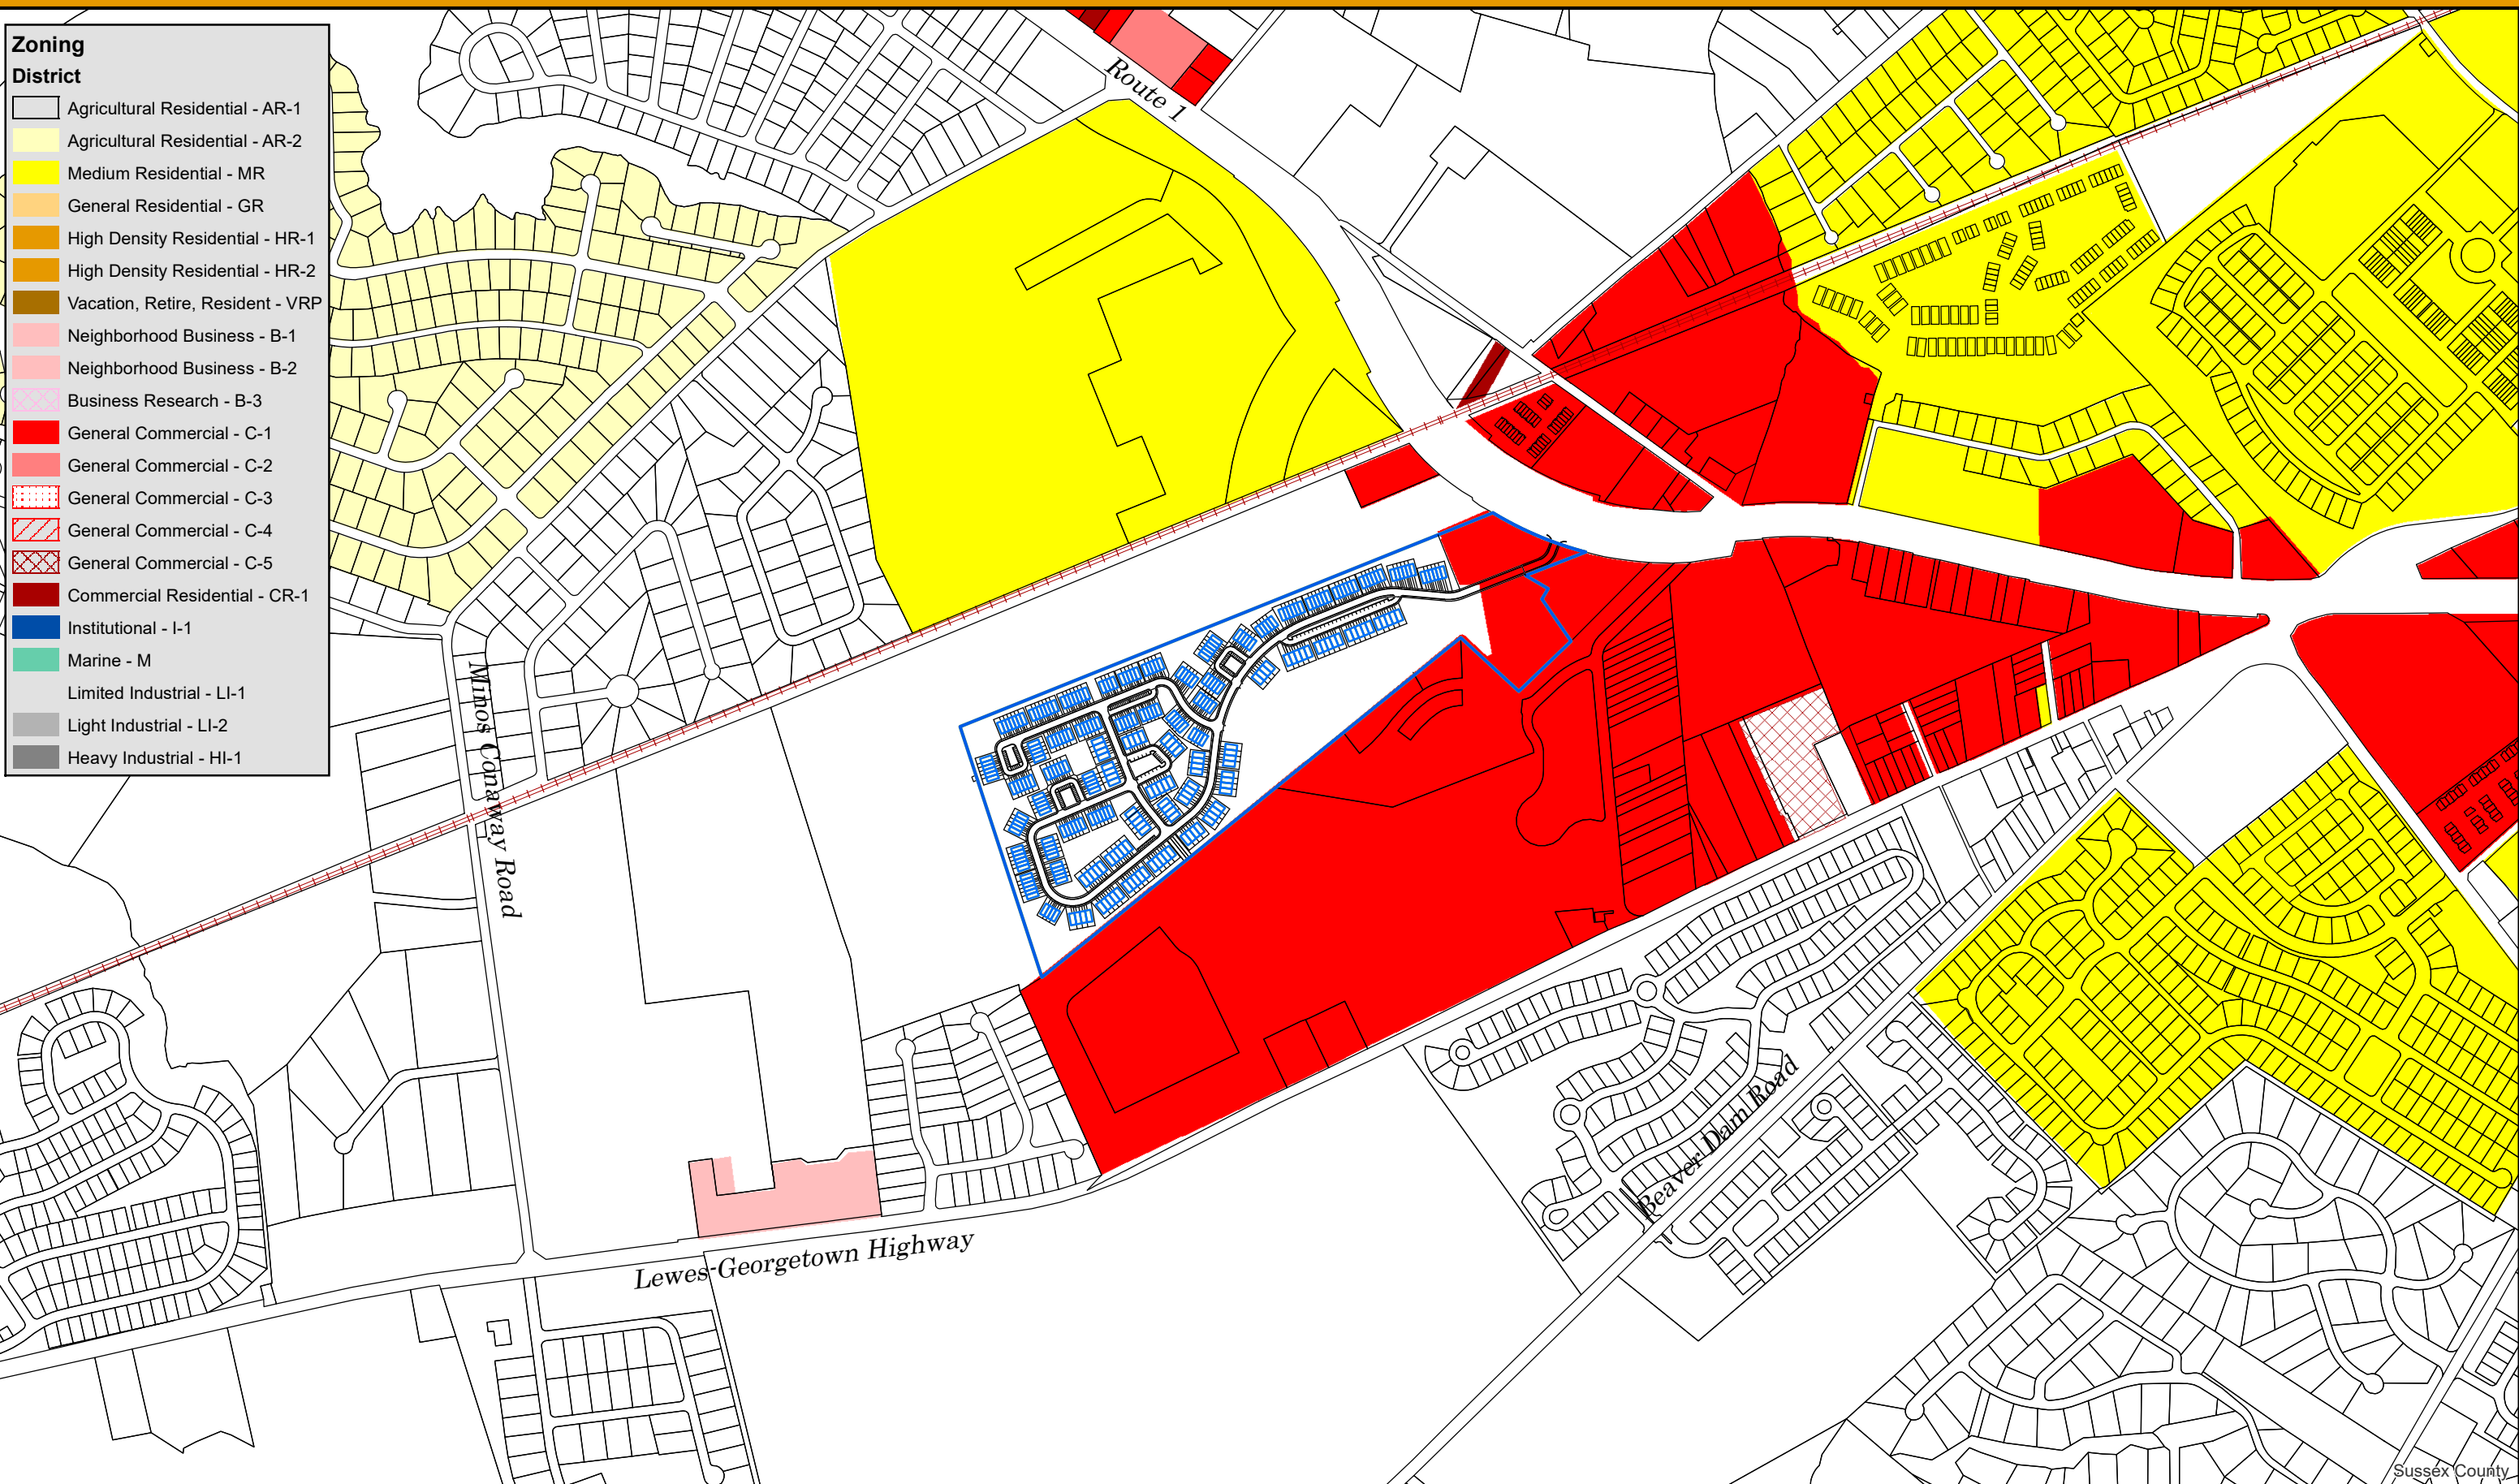 Zoning
District
Agricultural Residential - AR-1
Agricultural Residential - AR-2
Medium Residential - MR
General Residential - GR
High Density Residential - HR-1
High Density Residential - HR-2
Vacation, Retire, Resident - VRP
Neighborhood Business - B-1
Neighborhood Business - B-2
Business Research - B-3
General Commercial - C-1
General Commercial - C-2
General Commercial - C-3
General Commercial - C-4
General Commercial - C-5
Commercial Residential - CR-1
Institutional - I-1
Marine - M
Limited Industrial - LI-1
Light Industrial - LI-2
Heavy Industrial - HI-1
Route 1
Minos Conaway Road
Beaver Dam Road
Lewes-Georgetown Highway
Sussex County